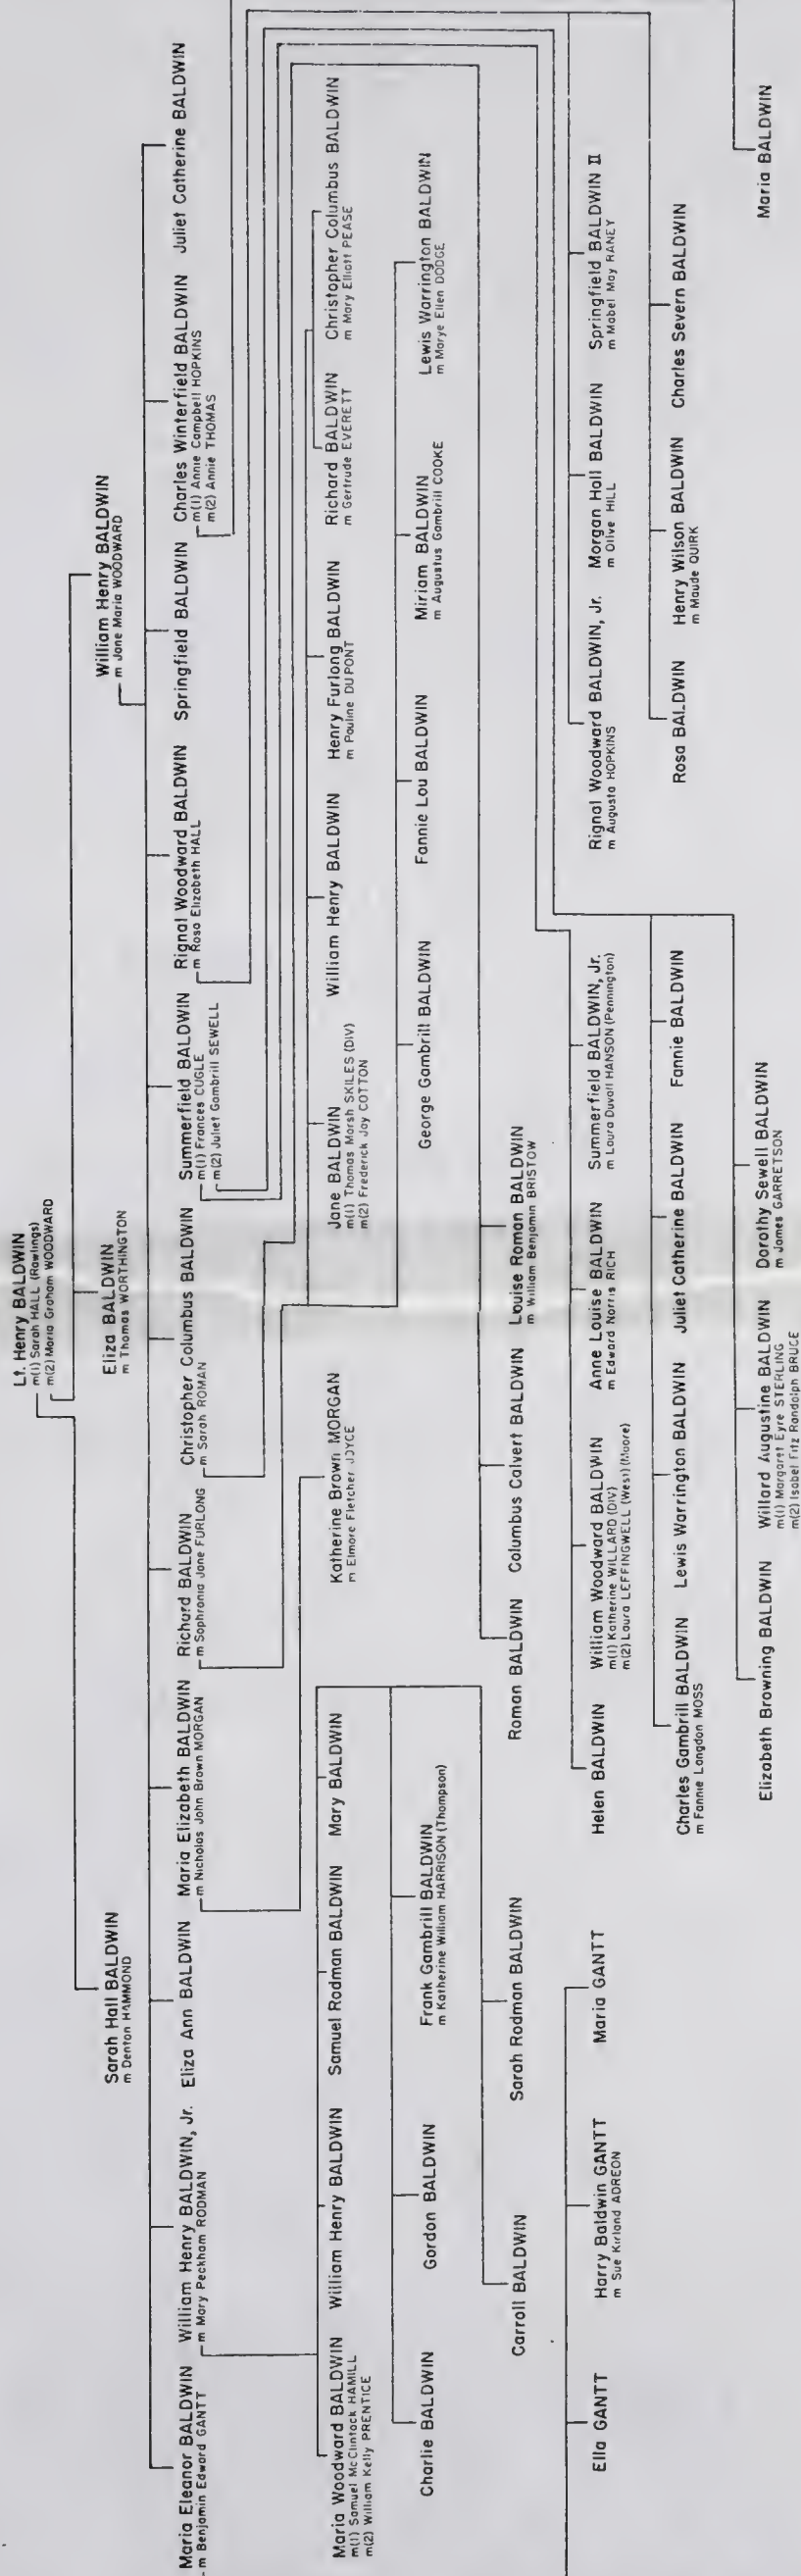 Lt. Henry BALDWIN
m(1) Sarah HALL (Rawlings)
m(2) Maria Graham WOODWARD
Sarah Hall BALDWIN
m Denton HAMMOND
Eliza BALDWIN
m Thomas WORTHINGTON
William Henry BALDWIN
m Jane Maria WOODWARD
Maria Eleanor BALDWIN
m Benjamin Edward GANTT
William Henry BALDWIN, Jr.
m Mary Peckham RODMAN
Eliza Ann BALDWIN
Maria Elizabeth BALDWIN
m Nicholas John Brown MORGAN
Richard BALDWIN
m Sophronia Jane FURLONG
Christopher Columbus BALDWIN
m Sarah ROMAN
Summerfield BALDWIN
m(1) Frances CUGLE
m(2) Juliet Gambrill SEWELL
Rignal Woodward BALDWIN
m Rosa Elizabeth HALL
Springfield BALDWIN
Charles Winterfield BALDWIN
m(1) Annie Campbell HOPKINS
m(2) Annie THOMAS
Juliet Catherine BALDWIN
Maria Woodward BALDWIN
m(1) Samuel McClintock HAMILL
m(2) William Kelly PRENTICE
William Henry BALDWIN
Samuel Rodman BALDWIN
Mary BALDWIN
Katherine Brown MORGAN
m Elmore Fletcher JOYCE
Jane BALDWIN
m(1) Thomas Marsh SKILES (DIV)
m(2) Frederick Jay COTTON
William Henry BALDWIN
Henry Furlong BALDWIN
m Pauline DU PONT
Richard BALDWIN
m Gertrude EVERETT
Christopher Columbus BALDWIN
m Mary Elliott PEASE
Charlie BALDWIN
Gordon BALDWIN
Frank Gambrill BALDWIN
m Katherine William HARRISON (Thompson)
George Gambrill BALDWIN
Fannie Lou BALDWIN
Miriam BALDWIN
m Augustus Gambrill COOKE
Lewis Warrington BALDWIN
m Marye Ellen DODGE
Carroll BALDWIN
Sarah Rodman BALDWIN
Roman BALDWIN
Columbus Calvert BALDWIN
Louise Roman BALDWIN
m William Benjamin BRISTOW
Ella GANTT
Harry Baldwin GANTT
m Sue Kirland ADREON
Maria GANTT
Helen BALDWIN
William Woodward BALDWIN
m(1) Katherine WILLARD (DIV)
m(2) Laura LEFFINGWELL (West) (Moore)
Anne Louise BALDWIN
m Edward Norris RICH
Summerfield BALDWIN, Jr.
m Laura Duvall HANSON (Pennington)
Rignal Woodward BALDWIN, Jr.
m Augusta HOPKINS
Morgan Hall BALDWIN
m Olive HILL
Springfield BALDWIN II
m Mabel May RANEY
Charles Gambrill BALDWIN
m Fannie Langdon MOSS
Lewis Warrington BALDWIN
Juliet Catherine BALDWIN
Fannie BALDWIN
Rosa BALDWIN
Henry Wilson BALDWIN
m Maude QUIRK
Charles Severn BALDWIN
Elizabeth Browning BALDWIN
Willard Augustine BALDWIN
m(1) Margaret Eyre STERLING
m(2) Isabel Fitz Randolph BRUCE
Dorothy Sewell BALDWIN
m James GARRETSON
Maria BALDWIN